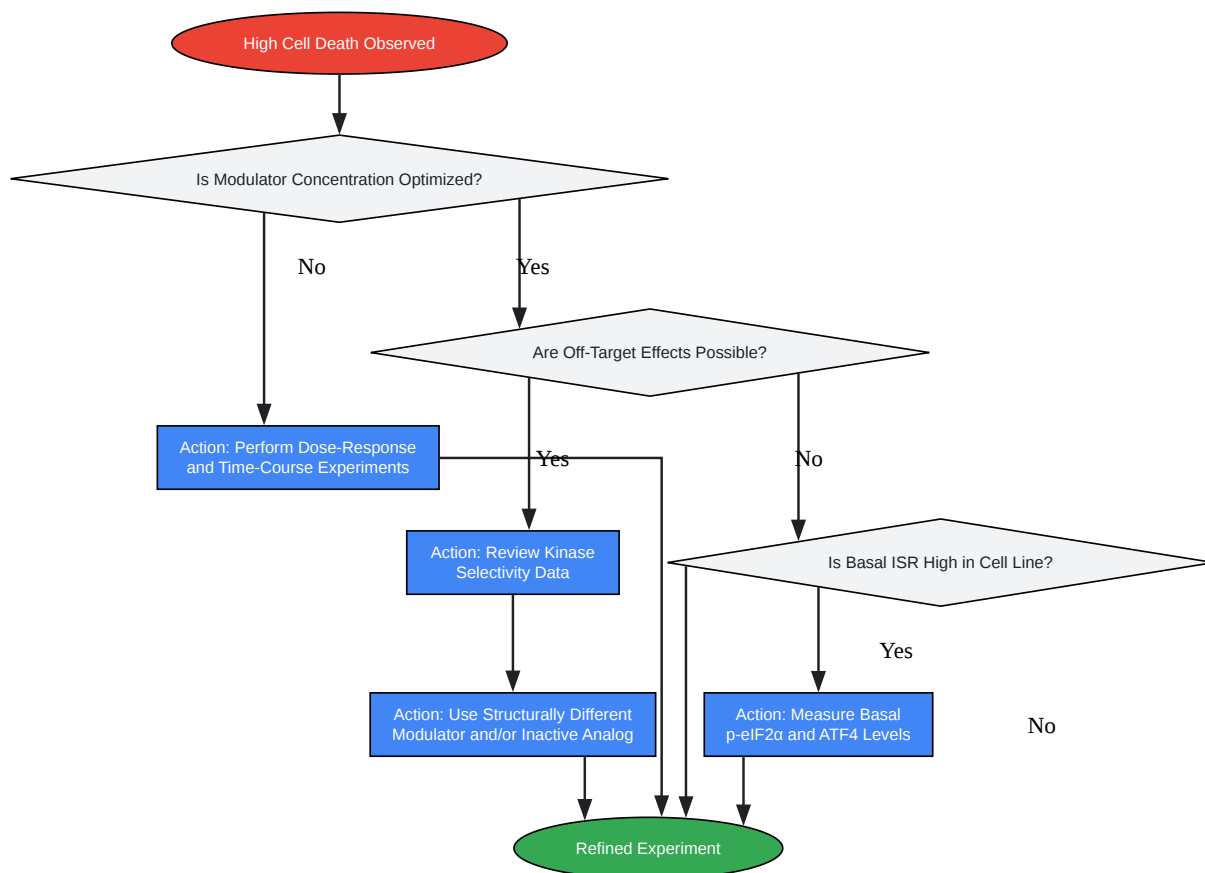 High Cell Death Observed
Is Modulator Concentration Optimized?
No
Yes
Are Off-Target Effects Possible?
Action: Perform Dose-Response
and Time-Course Experiments
Yes
No
Action: Review Kinase
Selectivity Data
Is Basal ISR High in Cell Line?
Yes
Action: Use Structurally Different
Modulator and/or Inactive Analog
Action: Measure Basal
p-eIF2α and ATF4 Levels
No
Refined Experiment